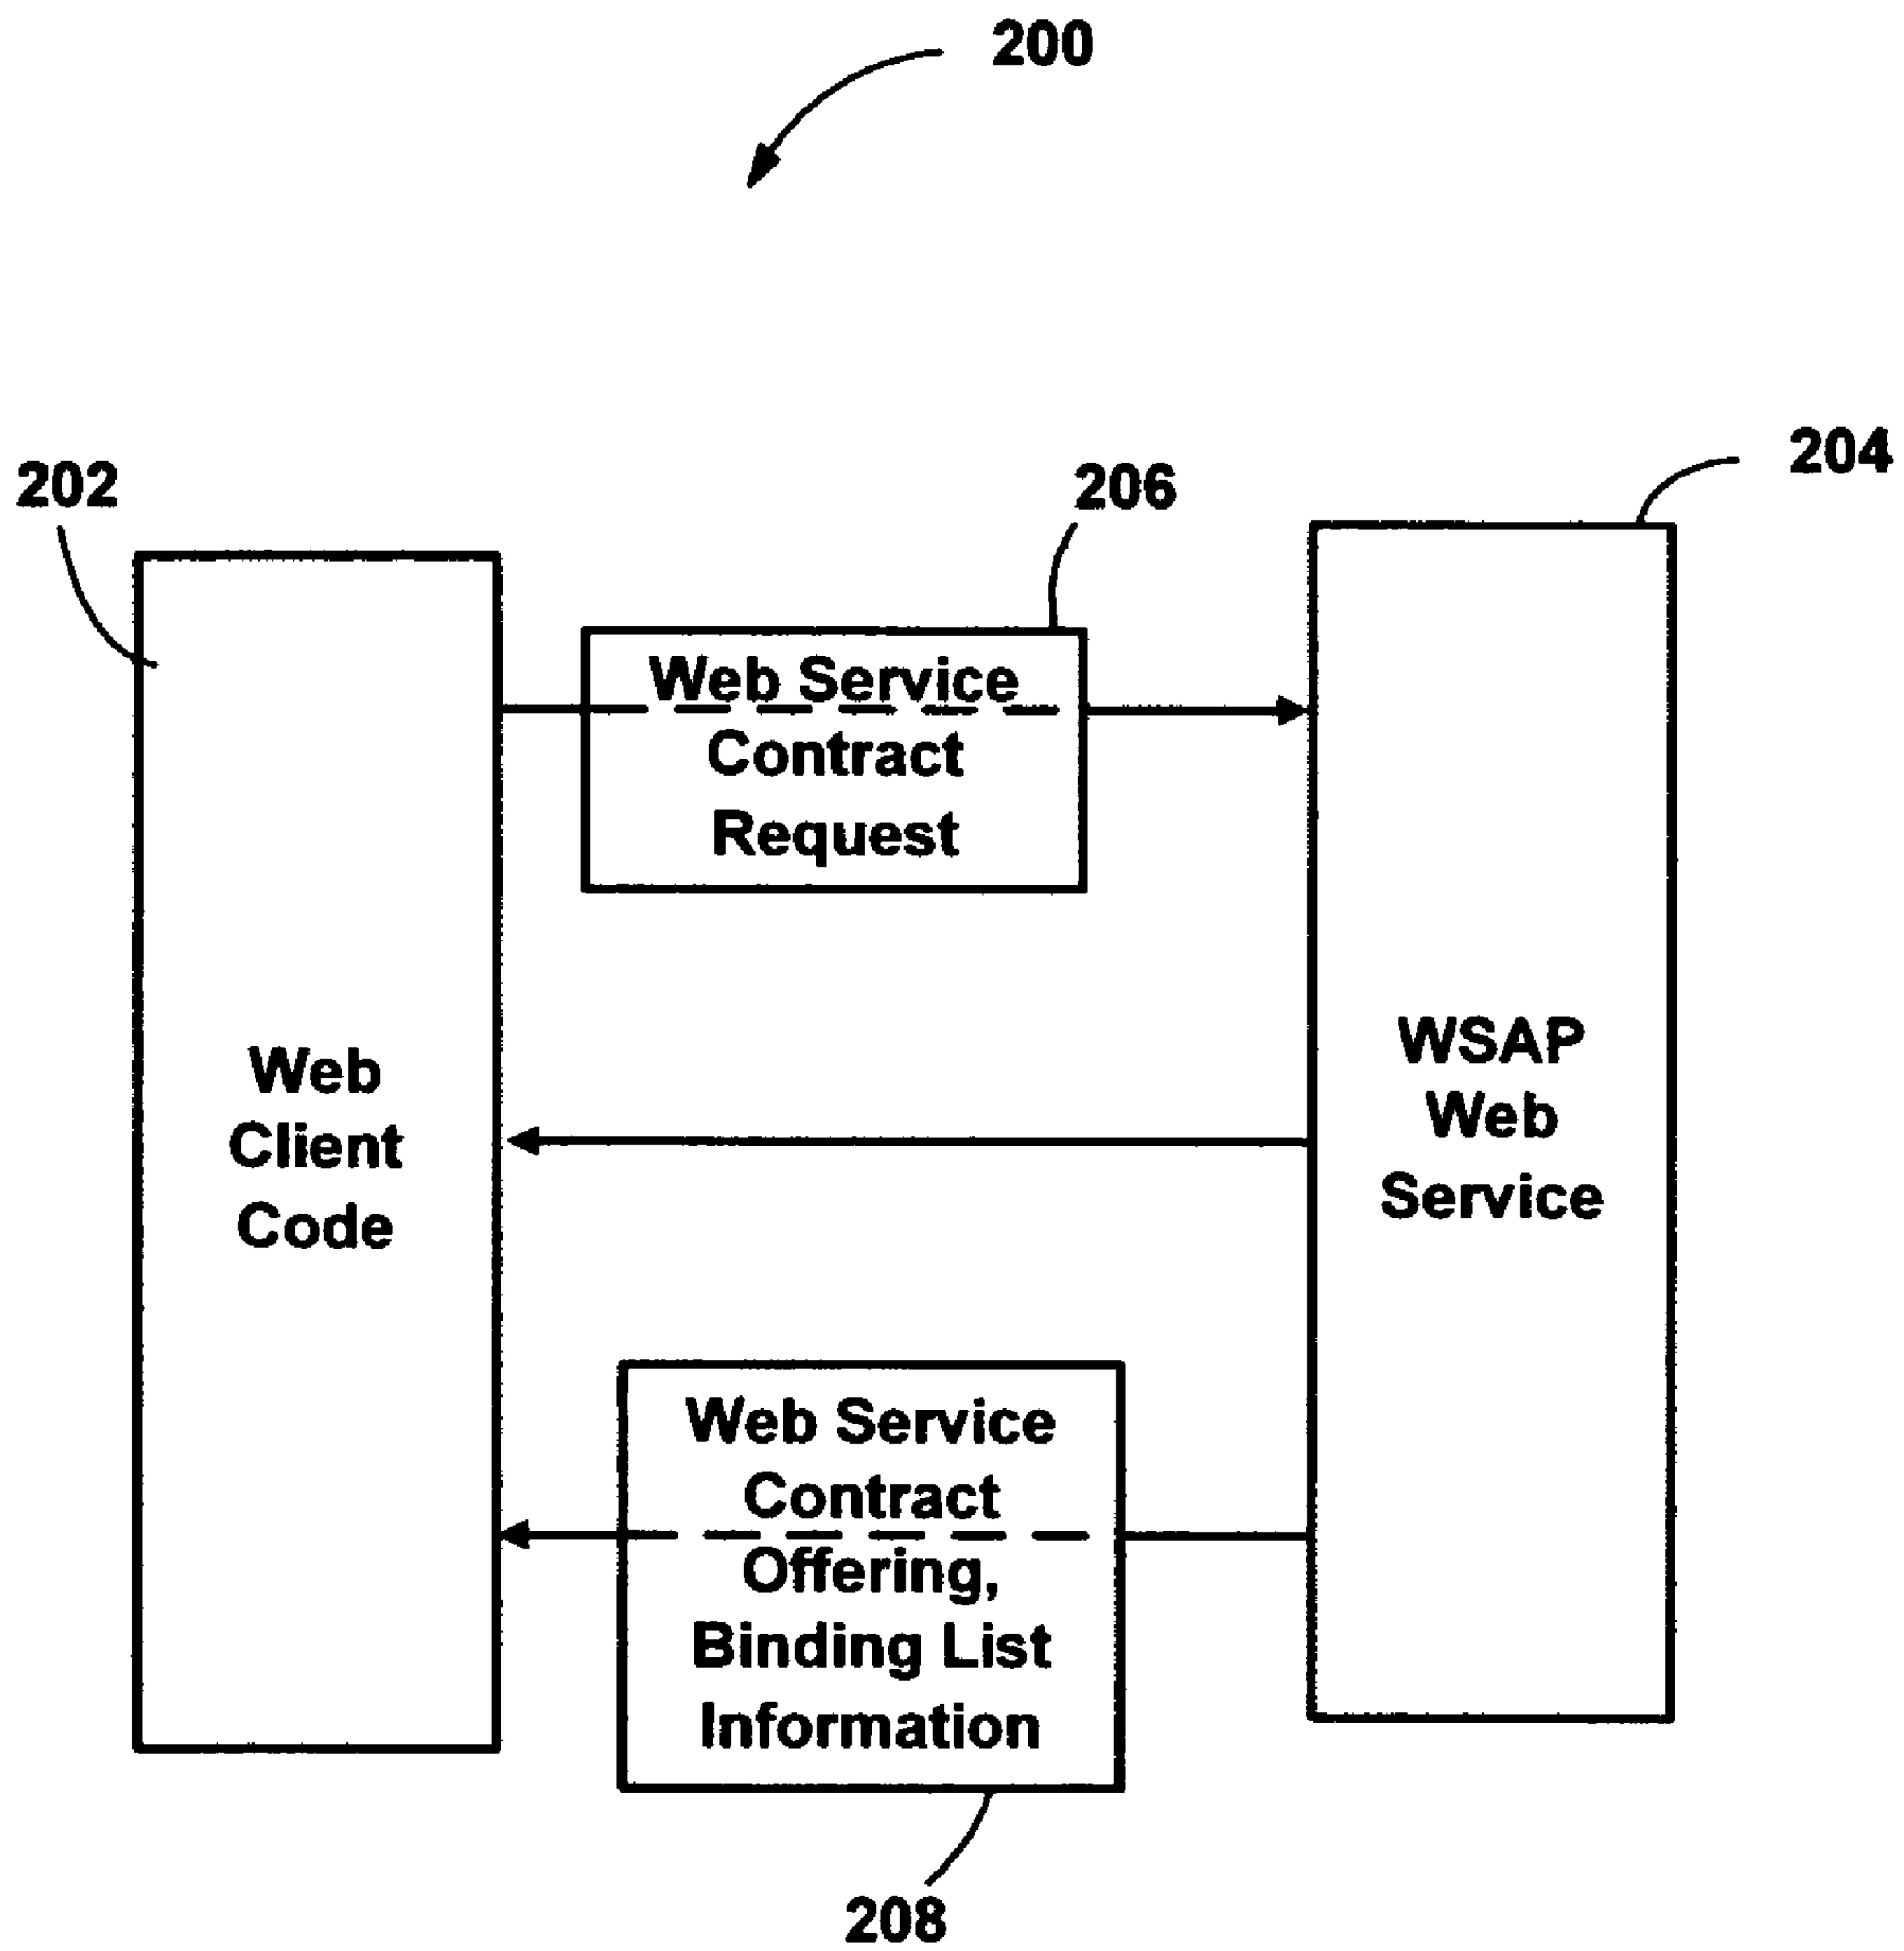 200
202
206
204
Web Service
Contract
Request
Web
Client
Code
WSAP
Web
Service
Web Service
Contract
Offering,
Binding List
Information
208